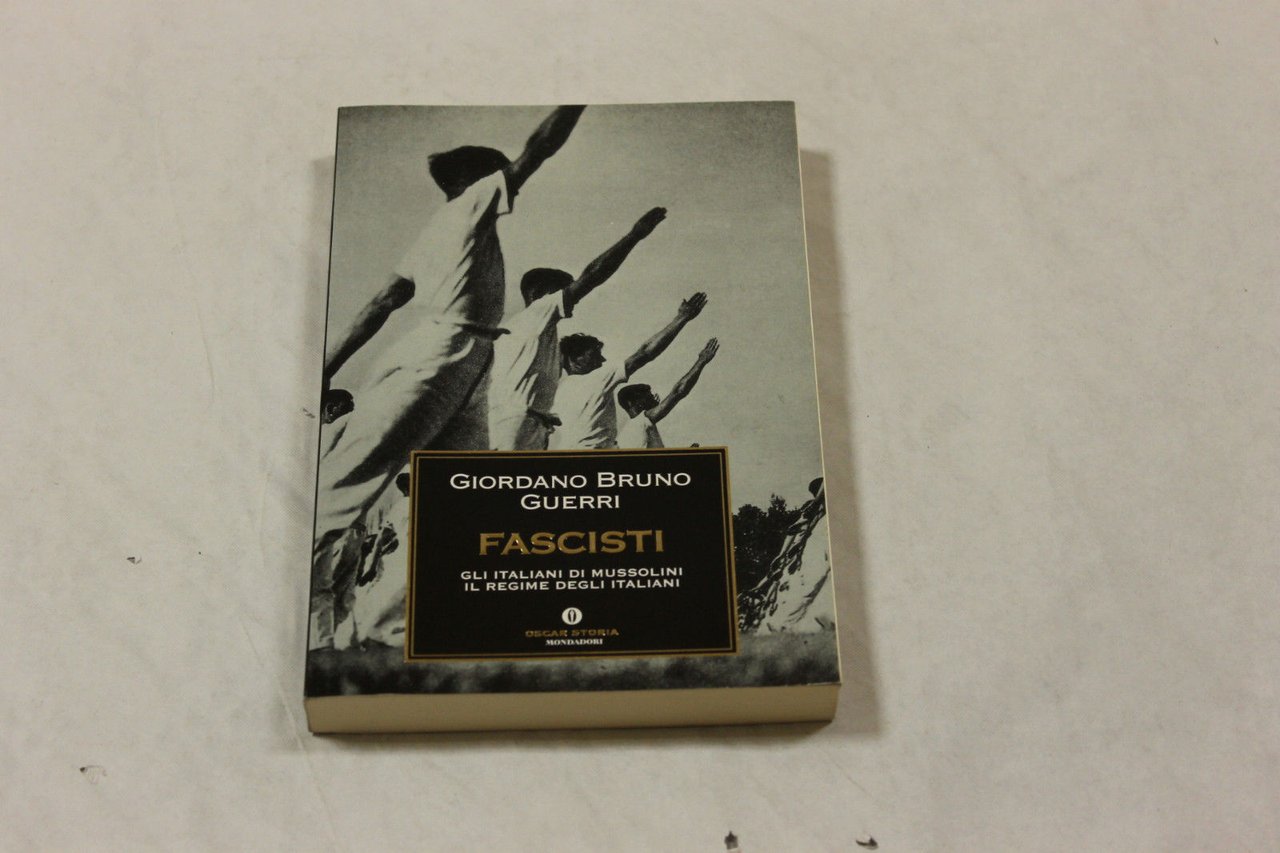 GIORDANO BRUNO
GUERRI
FASCISTI
GLI ITALIANI DI MUSSOLINI
IL REGIME DEGLI ITALIANI
OSCAR STORIA
MONDADORI